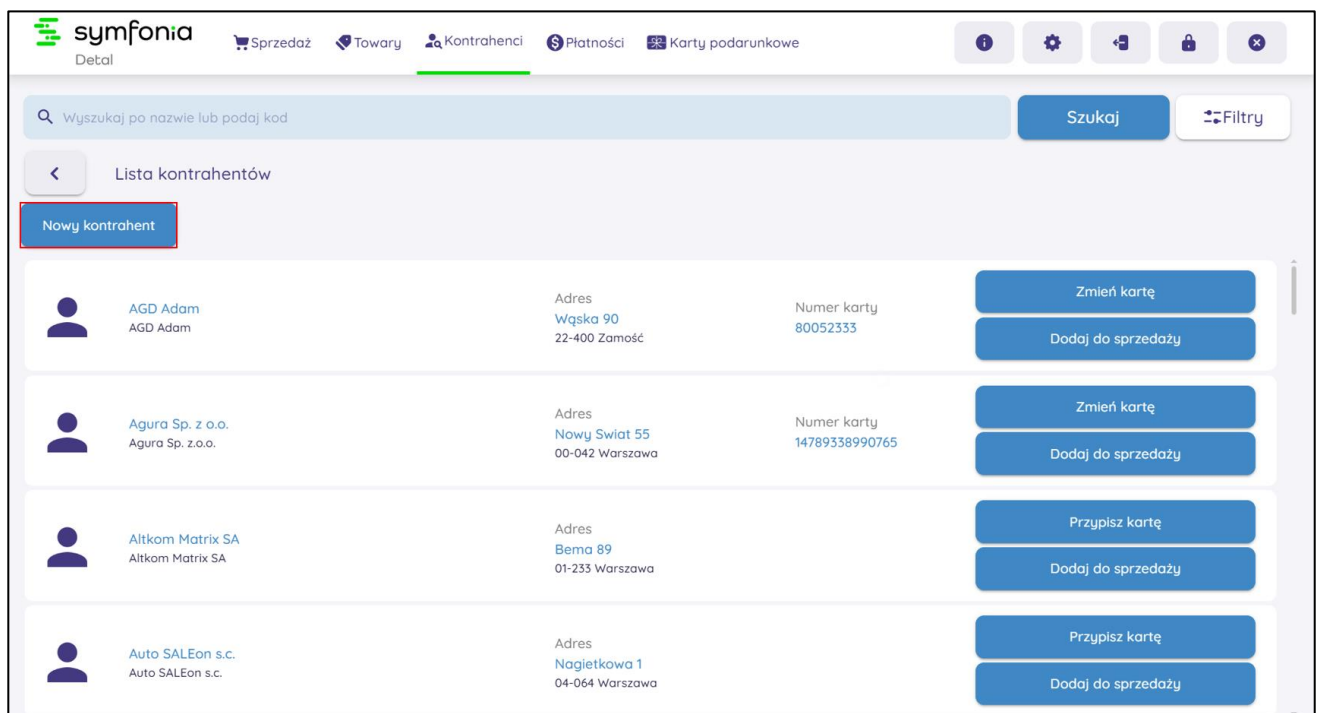 symfonia
Detal
Sprzedaż Towary Kontrahenci Płatności Karty podarunkowe
Wyszukaj po nazwie lub podaj kod
Szukaj
Filtry
Lista kontrahentów
Nowy kontrahent
AGD Adam
AGD Adam
Adres
Wąska 90
22-400 Zamość
Numer karty
80052333
Zmień kartę
Dodaj do sprzedaży
Agura Sp. z o.o.
Agura Sp. z.o.o.
Adres
Nowy Swiat 55
00-042 Warszawa
Numer karty
14789338990765
Zmień kartę
Dodaj do sprzedaży
Altkom Matrix SA
Altkom Matrix SA
Adres
Bema 89
01-233 Warszawa
Przypisz kartę
Dodaj do sprzedaży
Auto SALEon s.c.
Auto SALEon s.c.
Adres
Nagietkowa 1
04-064 Warszawa
Przypisz kartę
Dodaj do sprzedaży